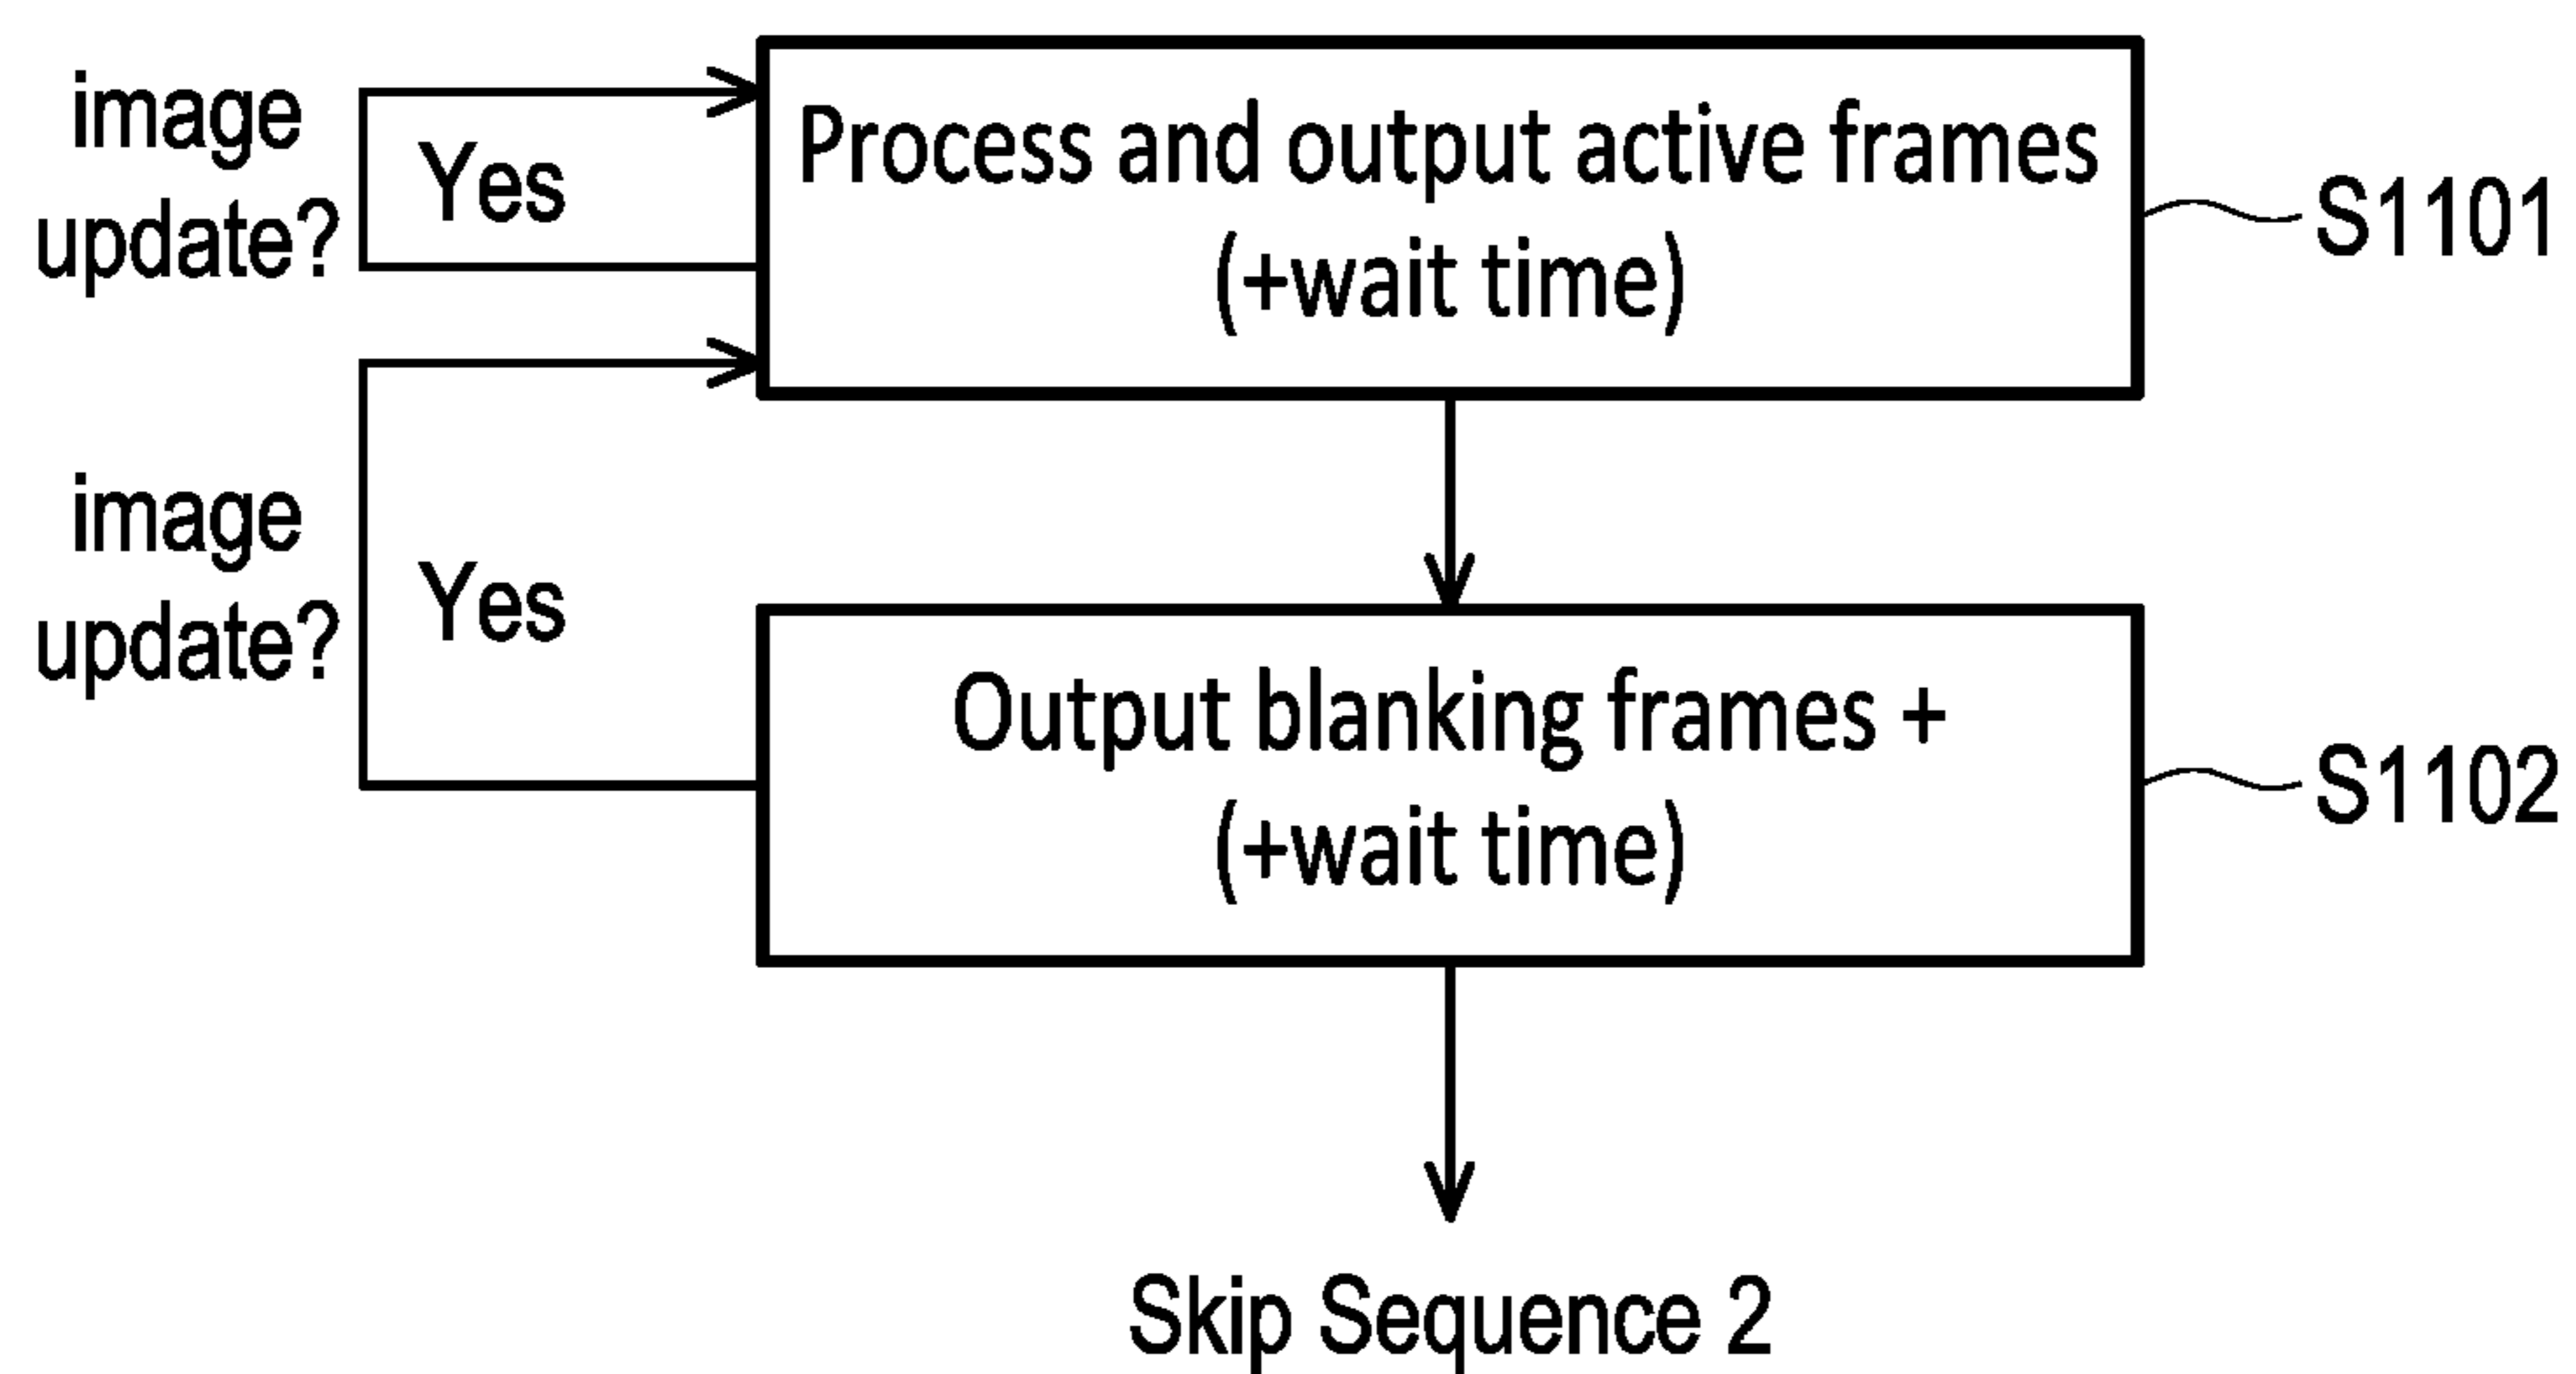 image
update?
Yes
Process and output active frames
(+wait time)
S1101
image
update?
Yes
Output blanking frames +
(+wait time)
S1102
Skip Sequence 2